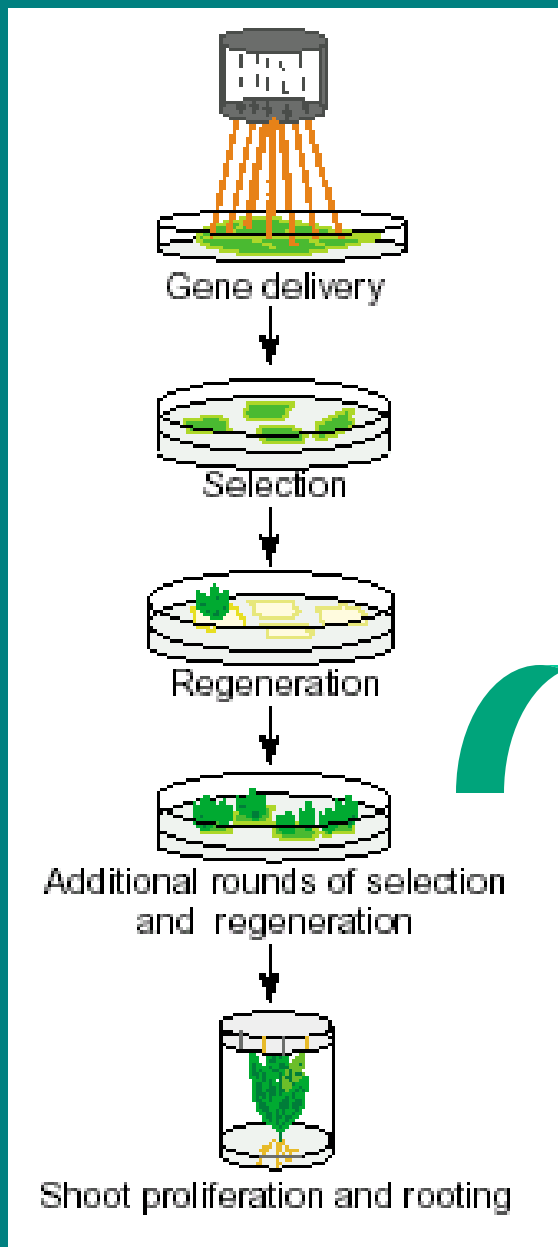 Gene delivery
Selection
Regeneration
Additional rounds of selection
and regeneration
Shoot proliferation and rooting